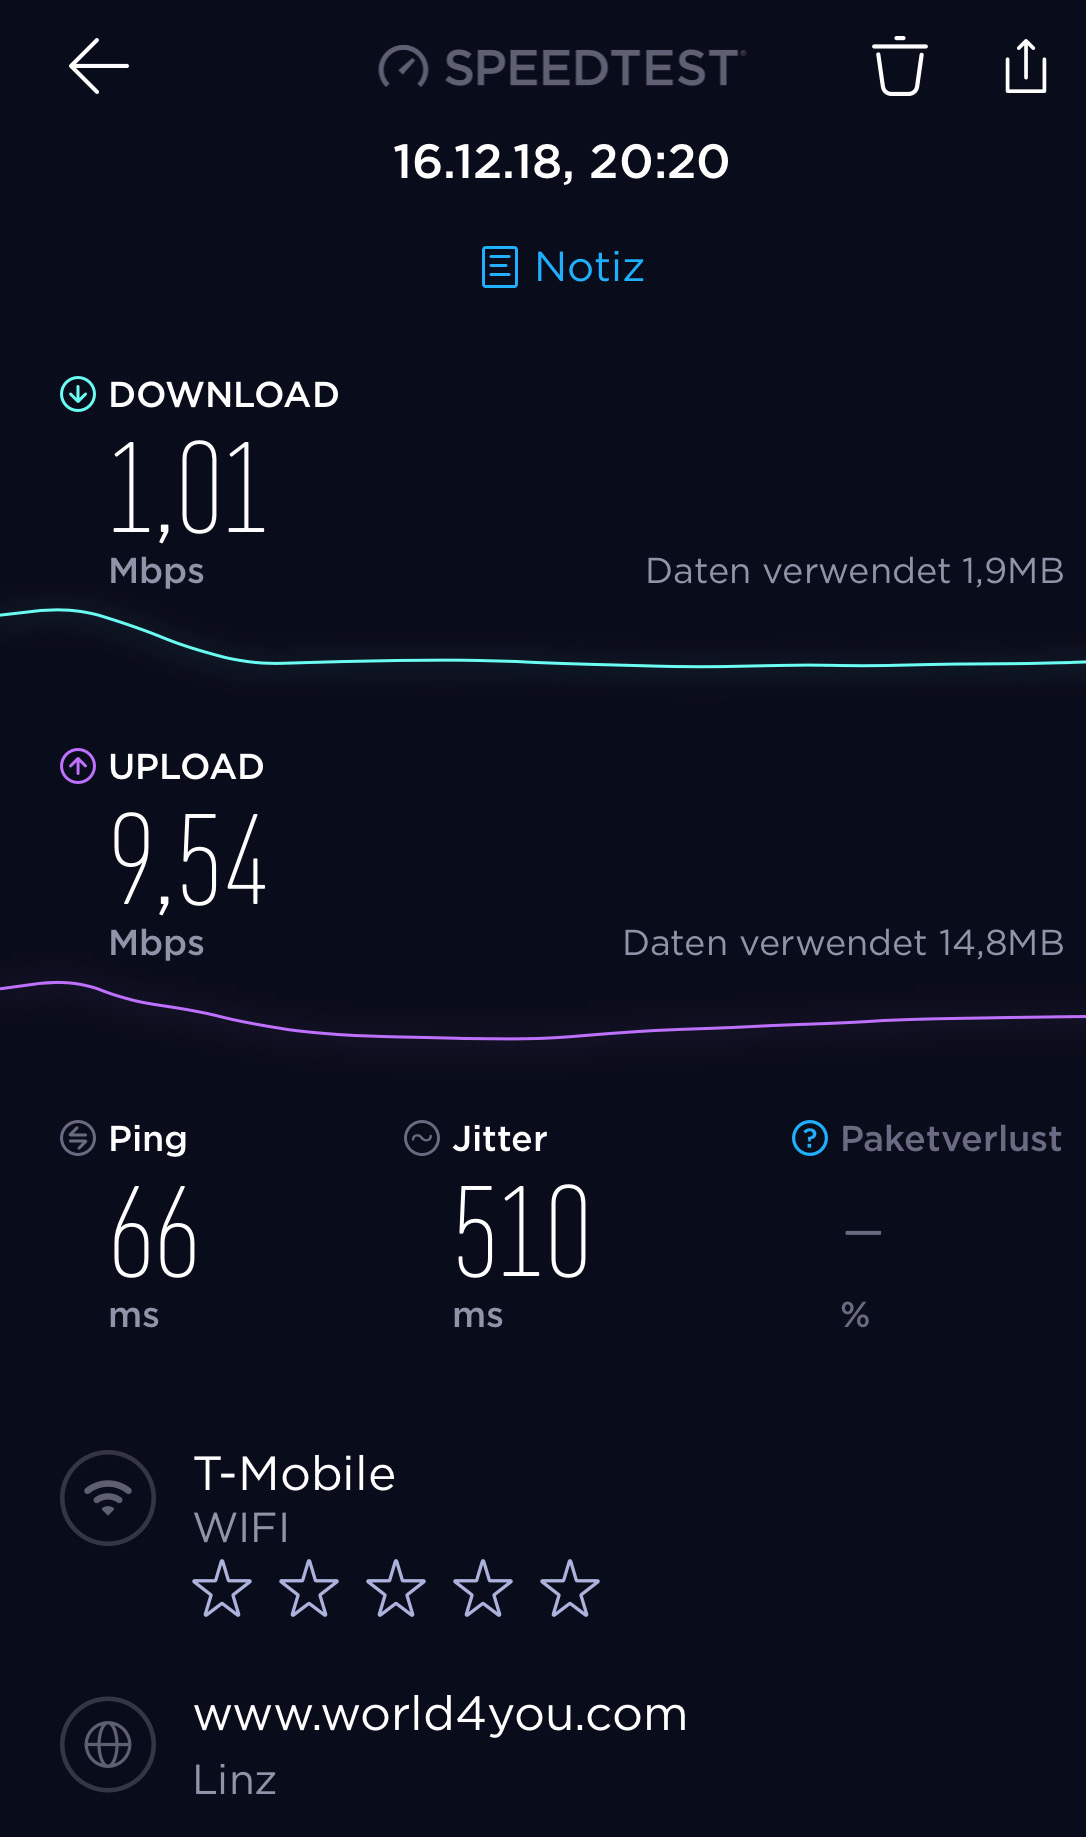 SPEEDTEST
16.12.18, 20:20
Notiz
DOWNLOAD
1,01
Mbps
Daten verwendet 1,9MB
UPLOAD
9,54
Mbps
Daten verwendet 14,8MB
Ping
Jitter
? Paketverlust
66
510
—
ms
ms
%
T-Mobile
WIFI
www.world4you.com
Linz